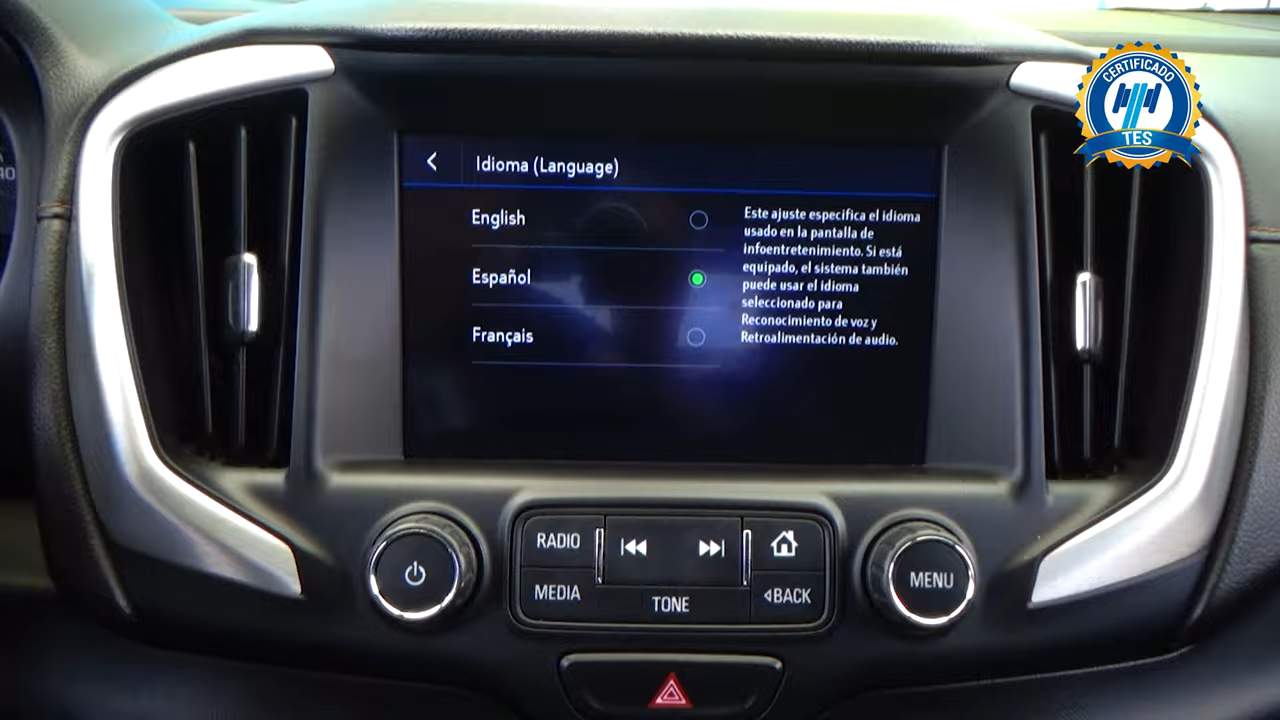 CERTIFICADO
TES
Idioma (Language)
English
Español
Français
Este ajuste especifica el idioma
usado en la pantalla de
infoentretenimiento. Si está
equipado, el sistema también
puede usar el idioma
seleccionado para
Reconocimiento de voz y
Retroalimentación de audio.
RADIO
MEDIA
TONE
BACK
MENU
40